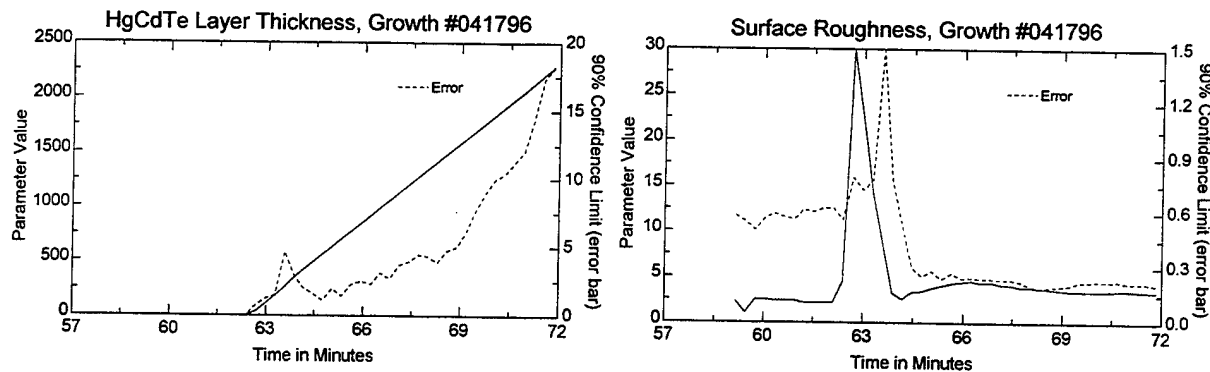 HgCdTe Layer Thickness, Growth #041796
2500
2000
1500
1000
500
0
Parameter Value
Error
20
15
10
5
0
90% Confidence Limit (error bar)
57 60 63 66 69 72
Time in Minutes
Surface Roughness, Growth #041796
30
25
20
15
10
5
0
Parameter Value
Error
1.5
1.2
0.9
0.6
0.3
0.0
90% Confidence Limit (error bar)
57 60 63 66 69 72
Time in Minutes